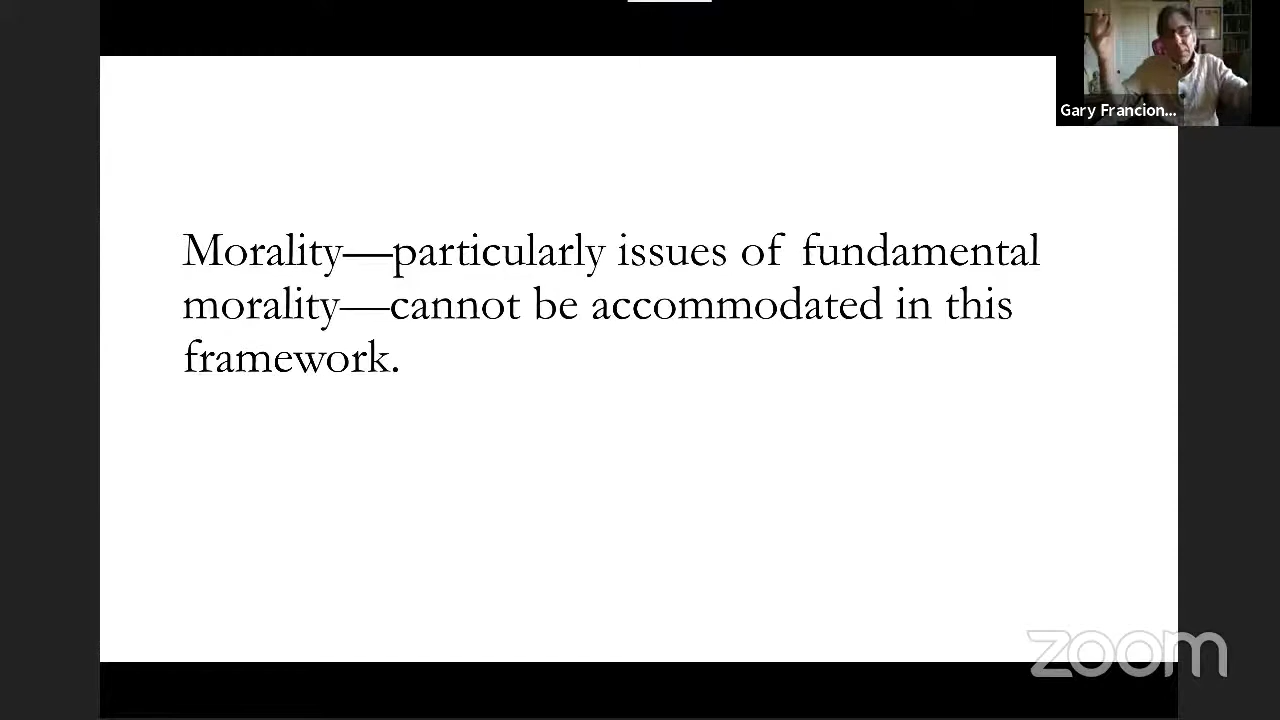 Gary Francion...
Morality—particularly issues of fundamental
morality—cannot be accommodated in this
framework.
zoom